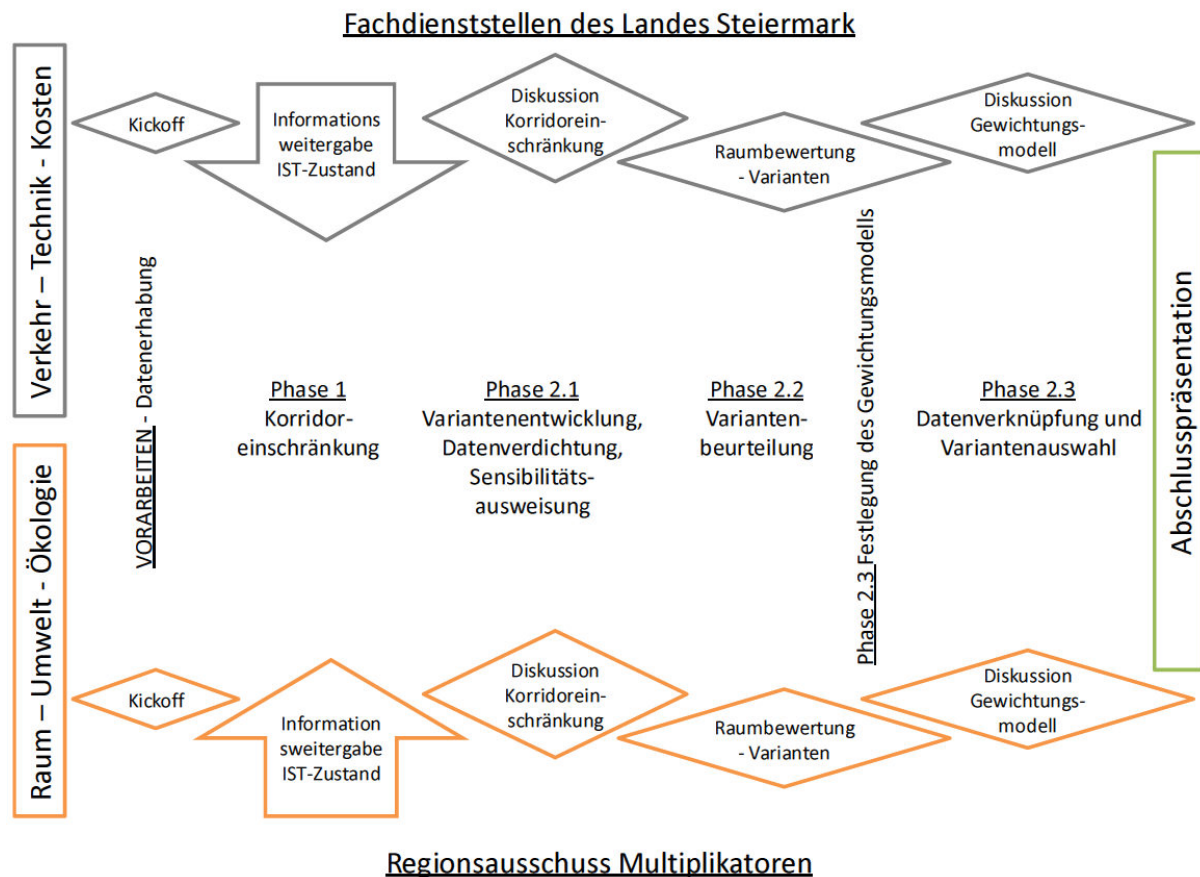 Fachdienststellen des Landes Steiermark
Verkehr – Technik - Kosten
Kickoff
Informations
weitergabe
IST-Zustand
Diskussion
Korridorein-
schränkung
Raumbewertung
- Varianten
Diskussion
Gewichtungs-
modell
VORARBEITEN - Datenerhabung
Phase 1
Korridor-
einschränkung
Phase 2.1
Variantenentwicklung,
Datenverdichtung,
Sensibilitäts-
ausweisung
Phase 2.2
Varianten-
beurteilung
Phase 2.3 Festlegung des Gewichtungsmodells
Phase 2.3
Datenverknüpfung und
Variantenauswahl
Abschlusspräsentation
Raum – Umwelt - Ökologie
Kickoff
Information
sweitergabe
IST-Zustand
Diskussion
Korridorein-
schränkung
Raumbewertung
- Varianten
Diskussion
Gewichtungs-
modell
Regionsausschuss Multiplikatoren